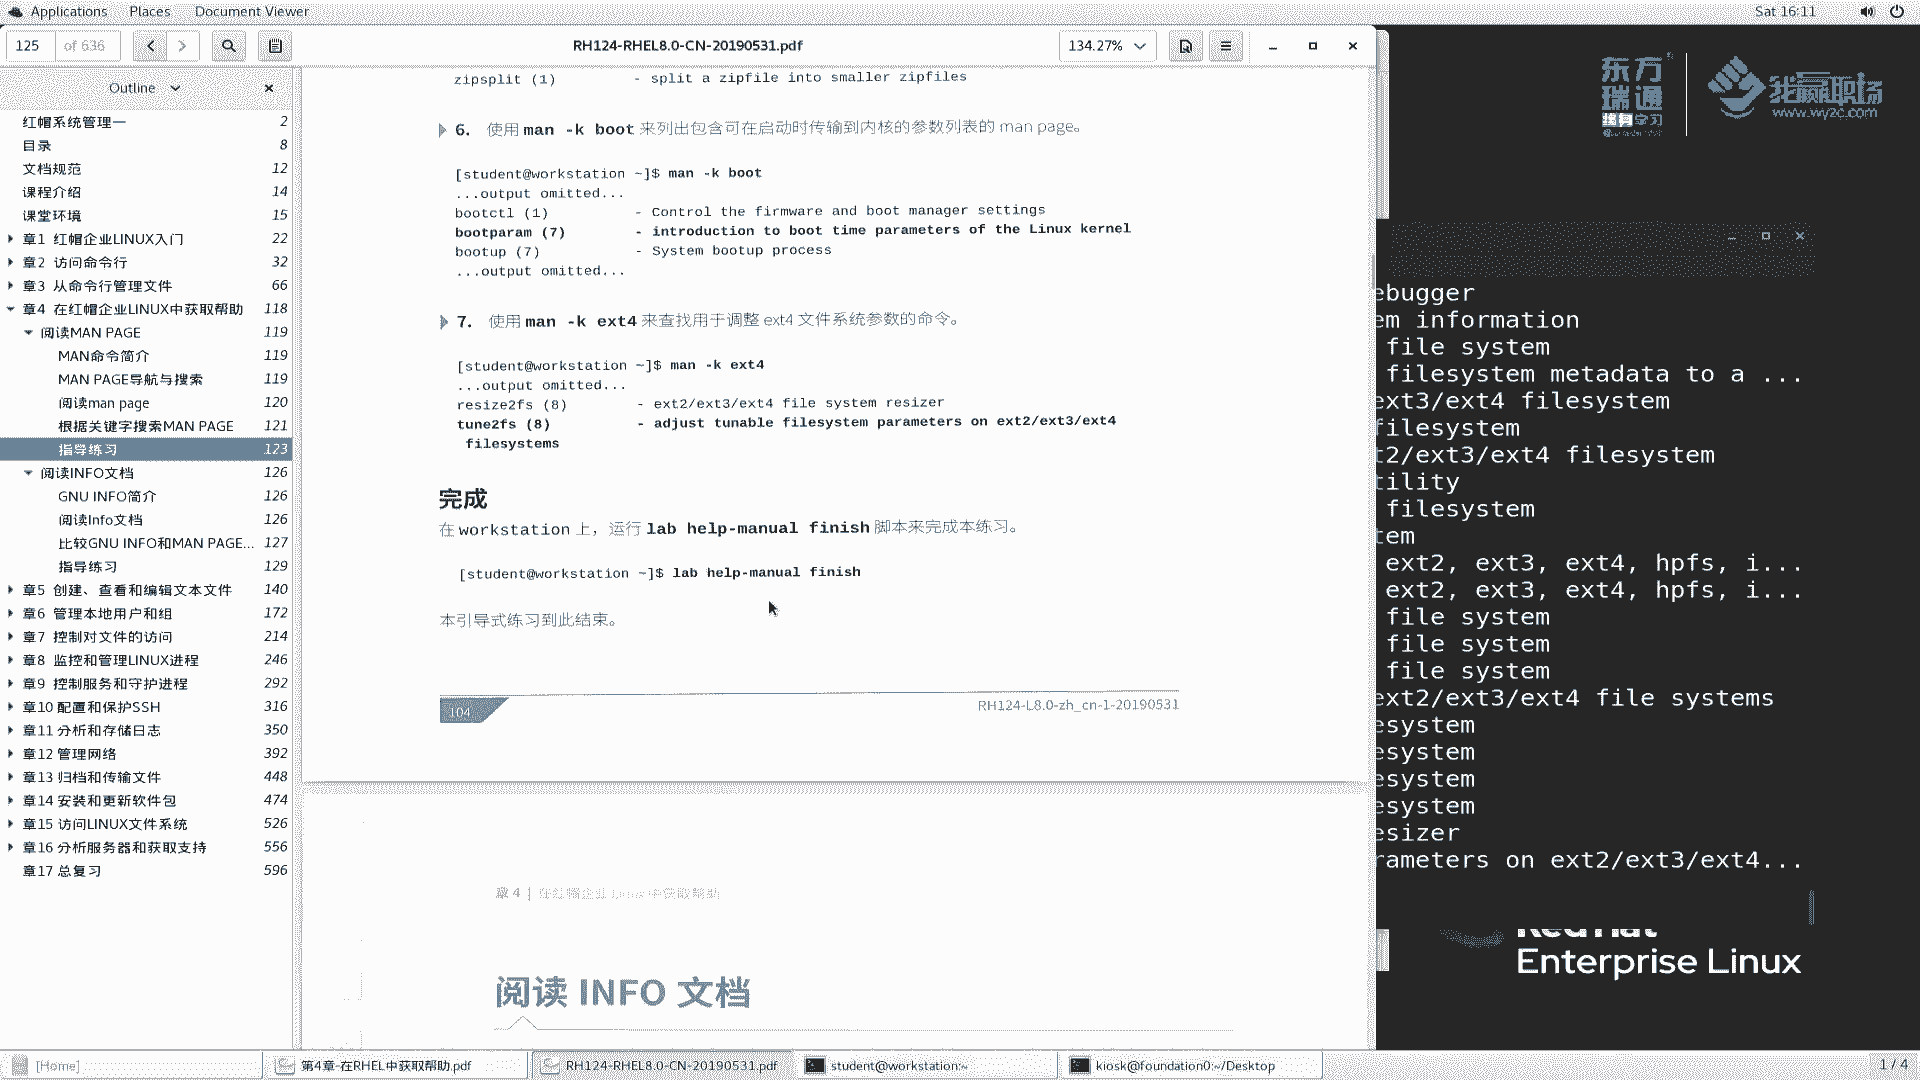 Applications Places Document Viewer Sat 16:11
125 of 636 RH124-RHEL8.0-CN-20190531.pdf 134.27%
Outline
红帽系统管理一 2
目录 8
文档规范 12
课程介绍 14
课堂环境 15
章1 红帽企业LINUX入门 22
章2 访问命令行 32
章3 从命令行管理文件 66
章4 在红帽企业LINUX中获取帮助 118
阅读MAN PAGE 119
MAN命令简介 119
MAN PAGE导航与搜索 119
阅读man page 120
根据关键字搜索MAN PAGE 121
指导练习 123
阅读INFO文档 126
GNU INFO简介 126
阅读Info文档 126
比较GNU INFO和MAN PAGE... 127
指导练习 129
章5 创建、查看和编辑文本文件 140
章6 管理本地用户和组 172
章7 控制对文件的访问 214
章8 监控和管理LINUX进程 246
章9 控制服务和守护进程 292
章10 配置和保护SSH 316
章11 分析和存储日志 350
章12 管理网络 392
章13 归档和传输文件 448
章14 安装和更新软件包 474
章15 访问LINUX文件系统 526
章16 分析服务器和获取支持 556
章17 总复习 596
zipsplit (1) - split a zipfile into smaller zipfiles
6. 使用 man -k boot 来列出包含可在启动时传输到内核的参数列表的 man page。
[student@workstation ~]$ man -k boot
...output omitted...
bootctl (1) - Control the firmware and boot manager settings
bootparam (7) - introduction to boot time parameters of the Linux kernel
bootup (7) - System bootup process
...output omitted...
7. 使用 man -k ext4 来查找用于调整 ext4 文件系统参数的命令。
[student@workstation ~]$ man -k ext4
...output omitted...
resize2fs (8) - ext2/ext3/ext4 file system resizer
tune2fs (8) - adjust tunable filesystem parameters on ext2/ext3/ext4
filesystems
完成
在 workstation 上，运行 lab help-manual finish 脚本来完成本练习。
[student@workstation ~]$ lab help-manual finish
本引导式练习到此结束。
104 RH124-L8.0-zh_cn-1-20190531
章 4 | 在红帽企业 Linux 中获取帮助
阅读 INFO 文档
东方
瑞通
终身学习
我赢职场
www.wy2c.com
ebugger
em information
file system
filesystem metadata to a ...
ext3/ext4 filesystem
filesystem
t2/ext3/ext4 filesystem
tility
filesystem
tem
ext2, ext3, ext4, hpfs, i...
ext2, ext3, ext4, hpfs, i...
file system
file system
file system
ext2/ext3/ext4 file systems
esystem
esystem
esystem
esystem
esizer
rameters on ext2/ext3/ext4...
Red Hat
Enterprise Linux
[Home] 第4章-在RHEL中获取帮助.pdf RH124-RHEL8.0-CN-20190531.pdf student@workstation:~ kiosk@foundation0:~/Desktop 1 / 4